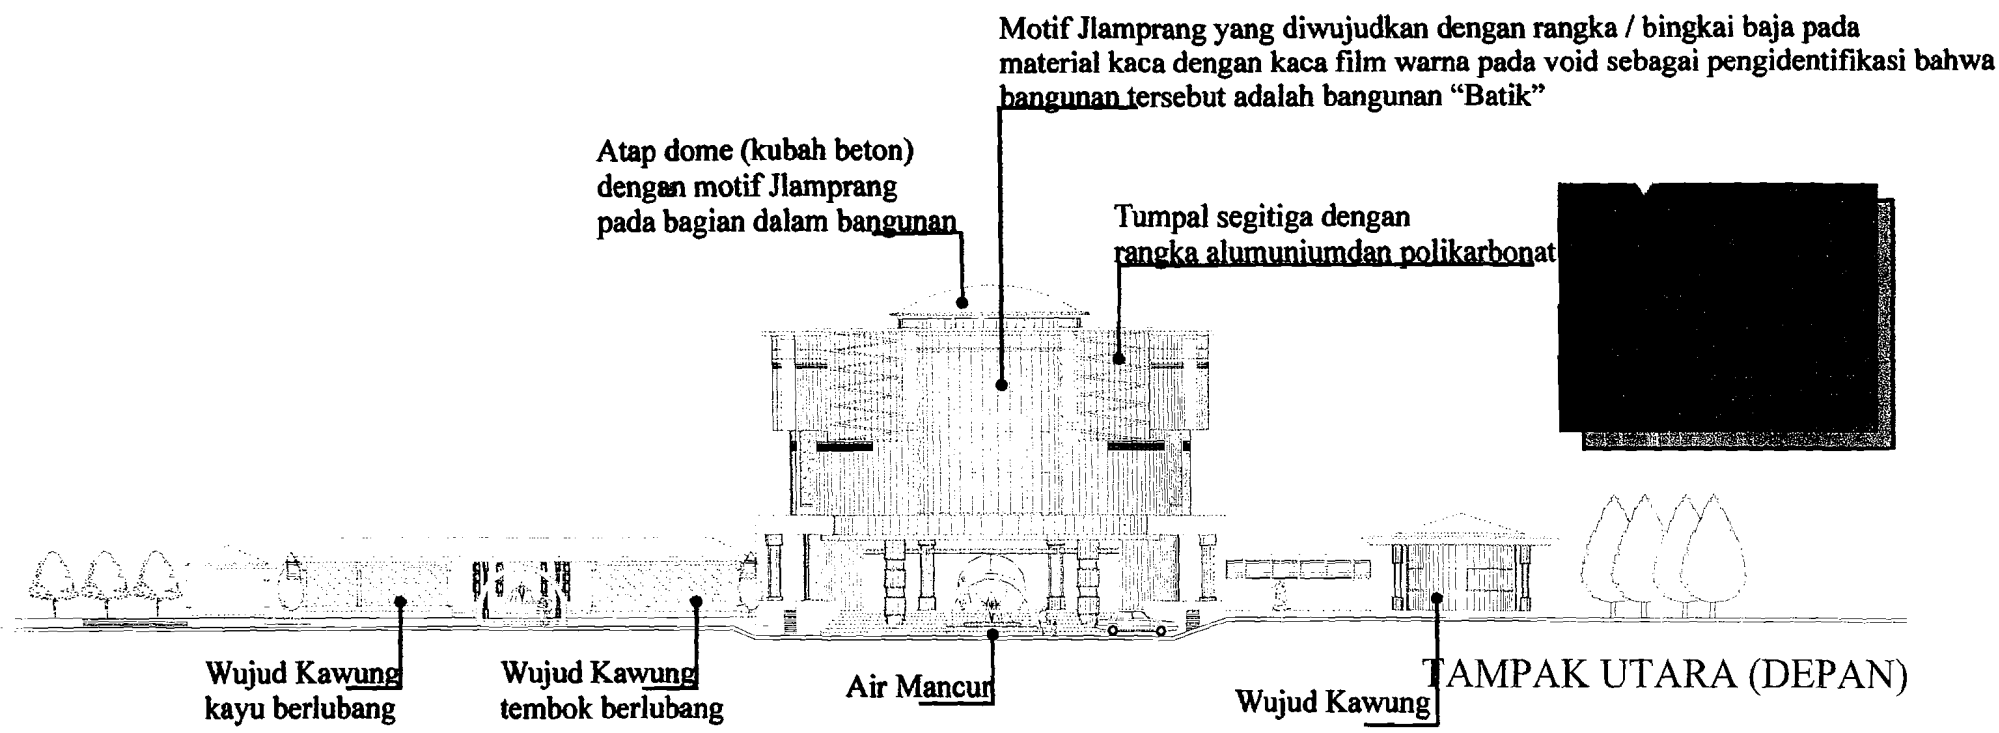 Motif Jlamprang yang diwujudkan dengan rangka / bingkai baja pada
material kaca dengan kaca film warna pada void sebagai pengidentifikasi bahwa
bangunan tersebut adalah bangunan “Batik”
Atap dome (kubah beton)
dengan motif Jlamprang
pada bagian dalam bangunan
Tumpal segitiga dengan
rangka alumuniumdan polikarbonat
Wujud Kawung
kayu berlubang
Wujud Kawung
tembok berlubang
Air Mancur
Wujud Kawung
TAMPAK UTARA (DEPAN)